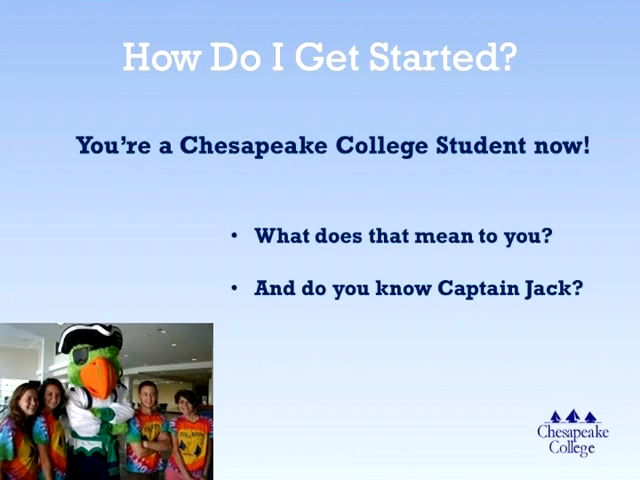 How Do I Get Started?
You're a Chesapeake College Student now!
• What does that mean to you?
• And do you know Captain Jack?
Chesapeake
College